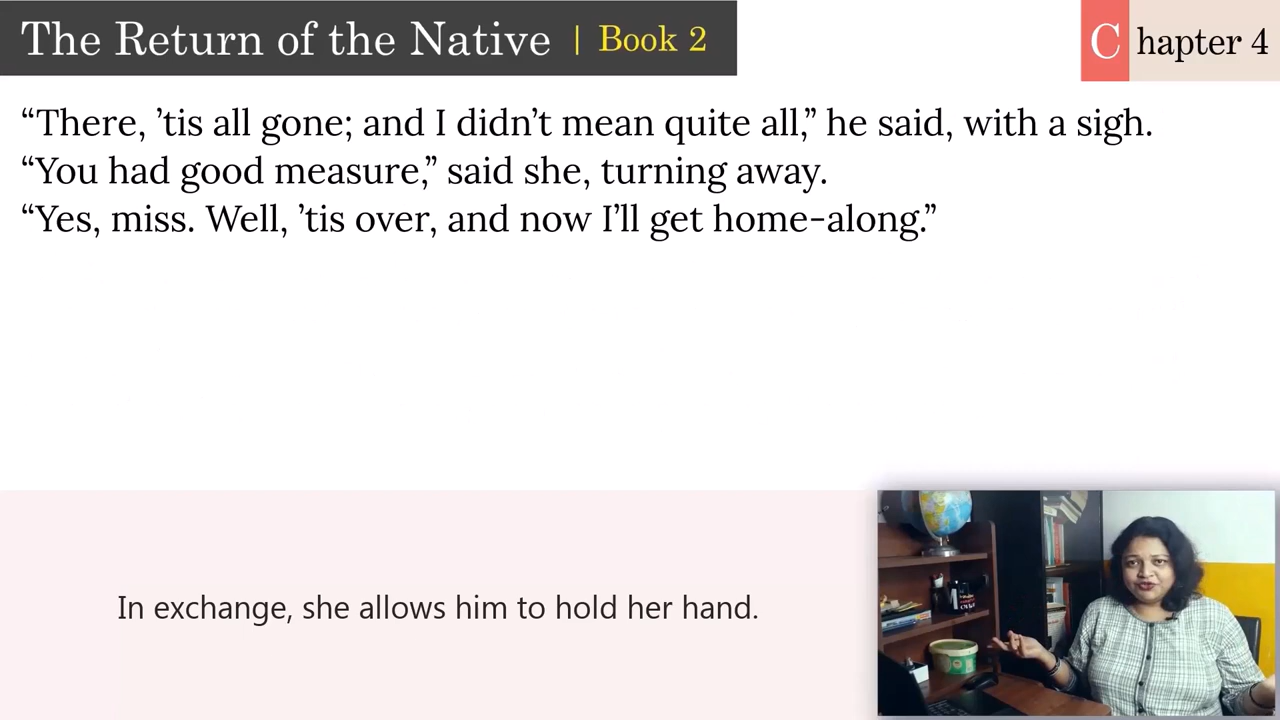 The Return of the Native | Book 2
Chapter 4
“There, ’tis all gone; and I didn’t mean quite all,” he said, with a sigh.
“You had good measure,” said she, turning away.
“Yes, miss. Well, ’tis over, and now I’ll get home-along.”
In exchange, she allows him to hold her hand.